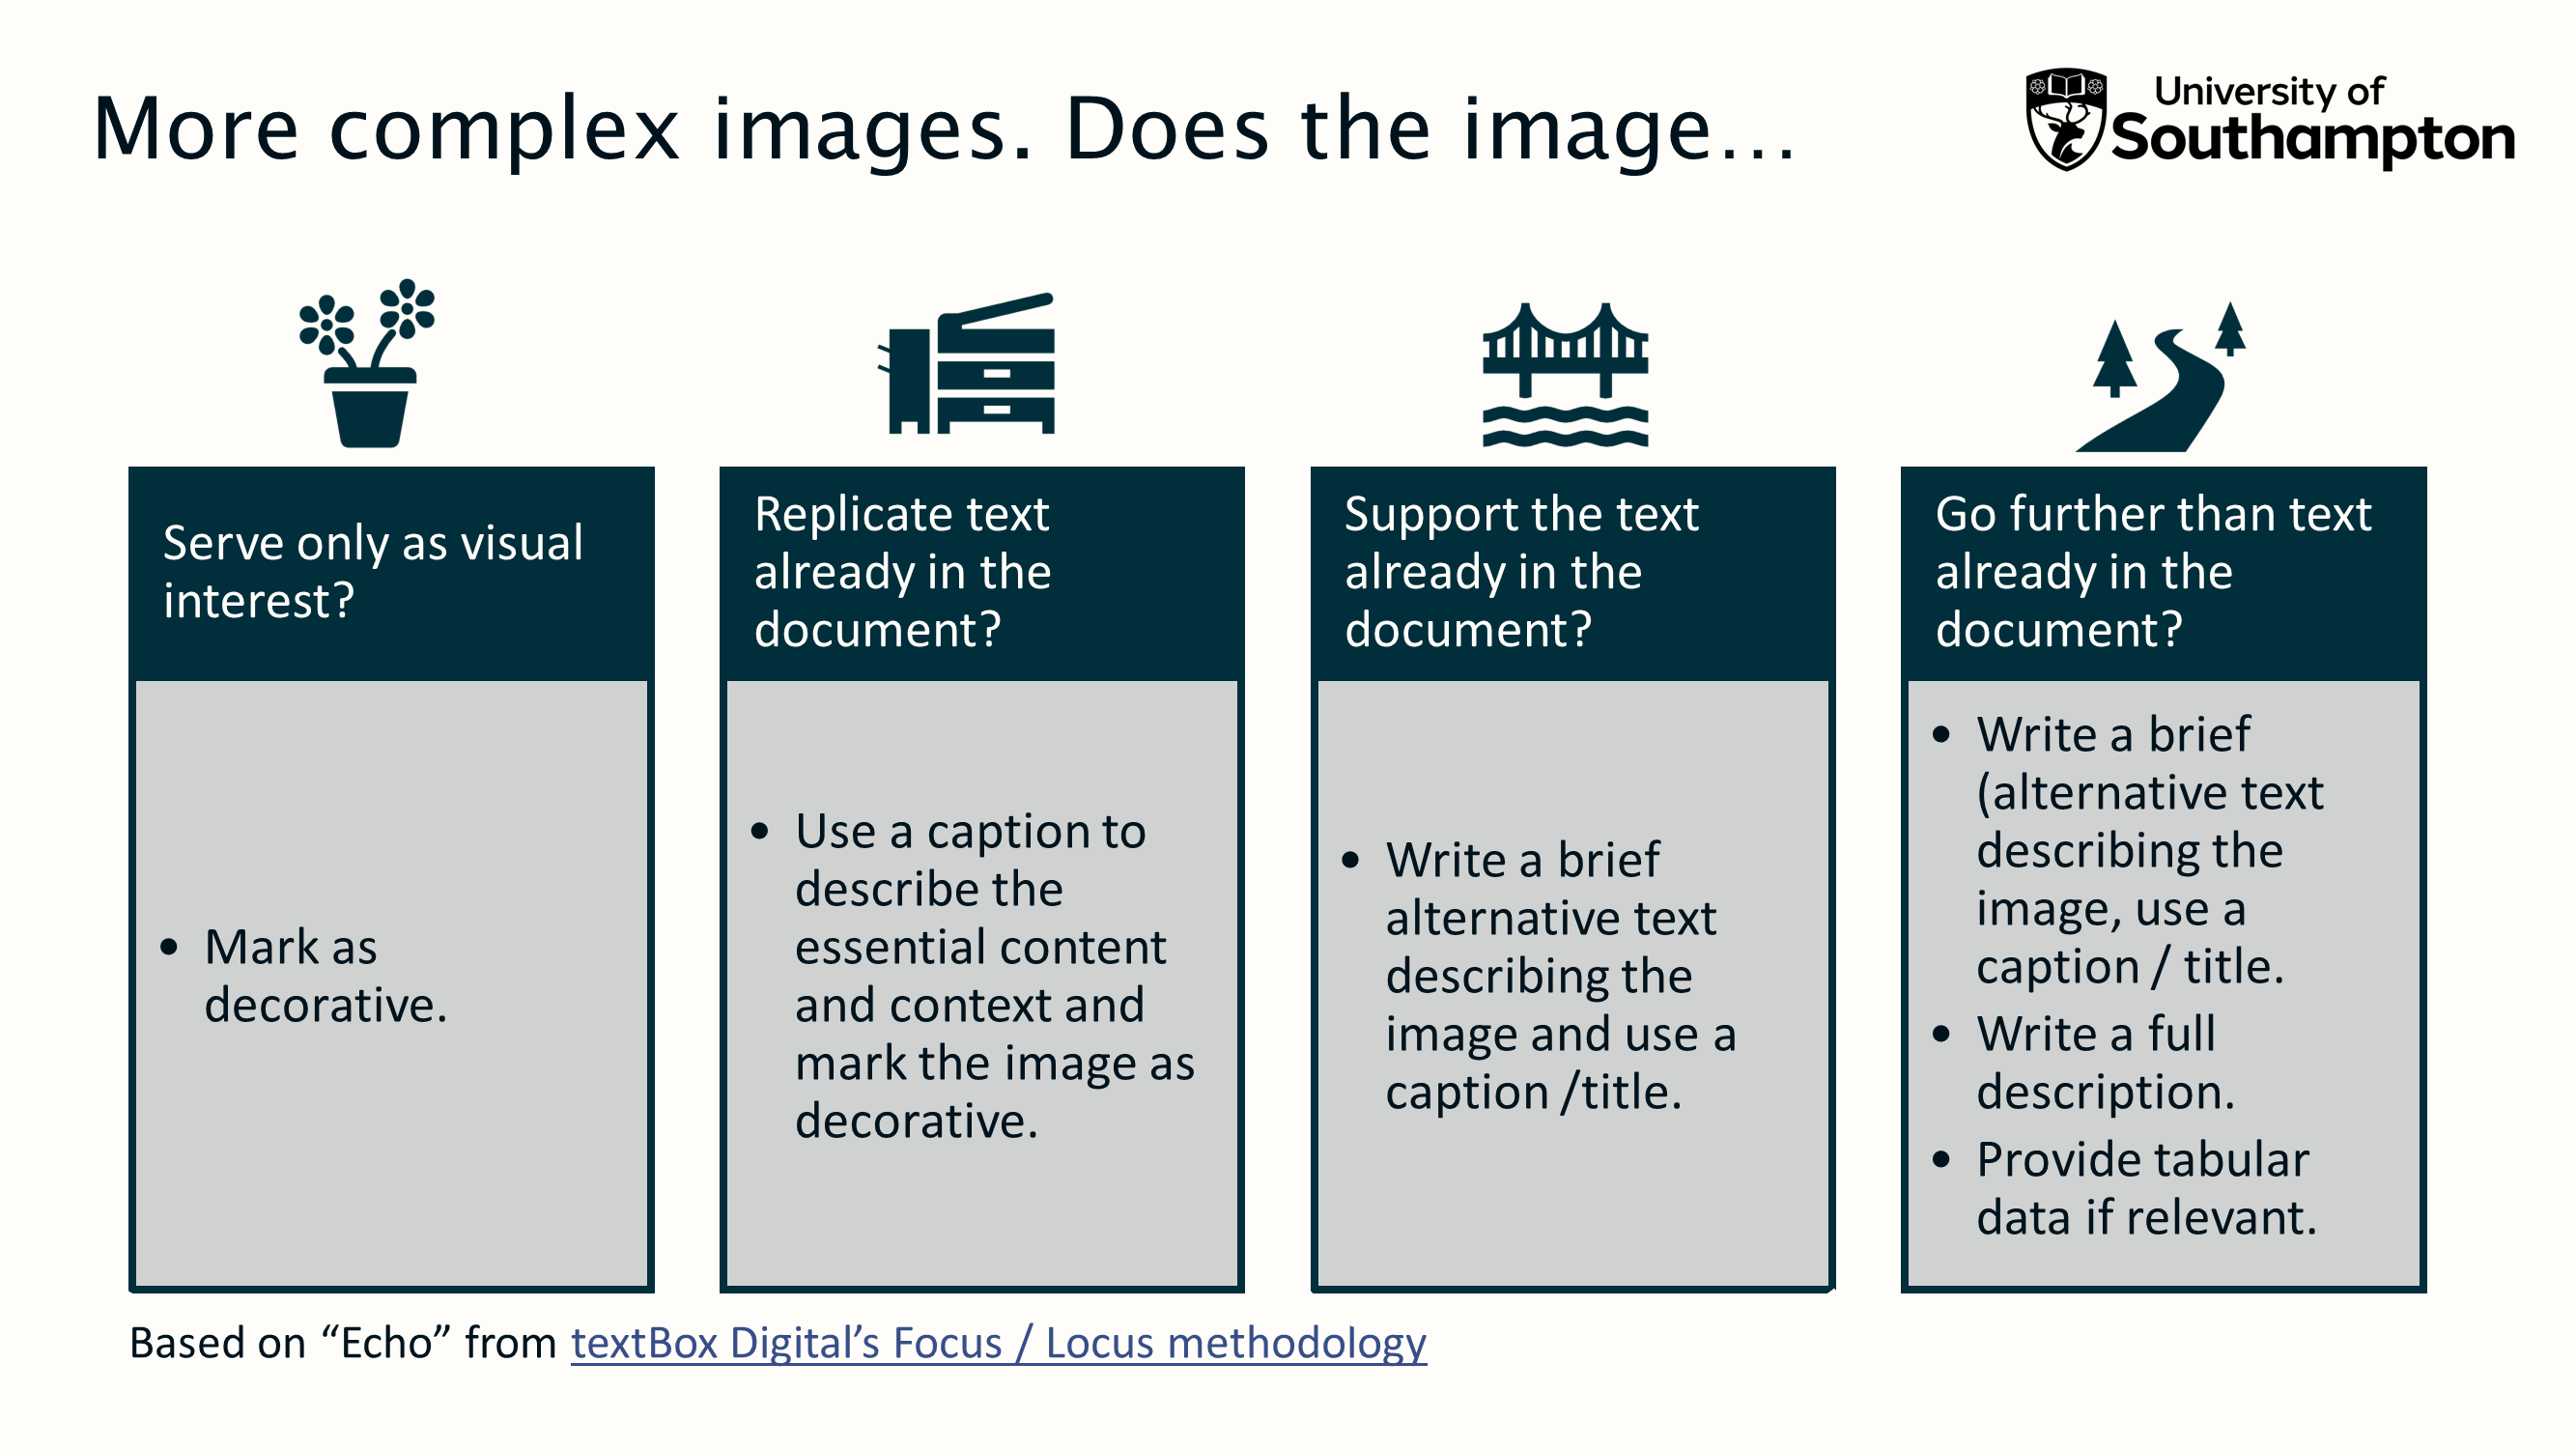 More complex images. Does the image…
University of
Southampton
Serve only as visual
interest?
• Mark as
decorative.
Replicate text
already in the
document?
• Use a caption to
describe the
essential content
and context and
mark the image as
decorative.
Support the text
already in the
document?
• Write a brief
alternative text
describing the
image and use a
caption /title.
Go further than text
already in the
document?
• Write a brief
(alternative text
describing the
image, use a
caption / title.
• Write a full
description.
• Provide tabular
data if relevant.
Based on “Echo” from textBox Digital’s Focus / Locus methodology